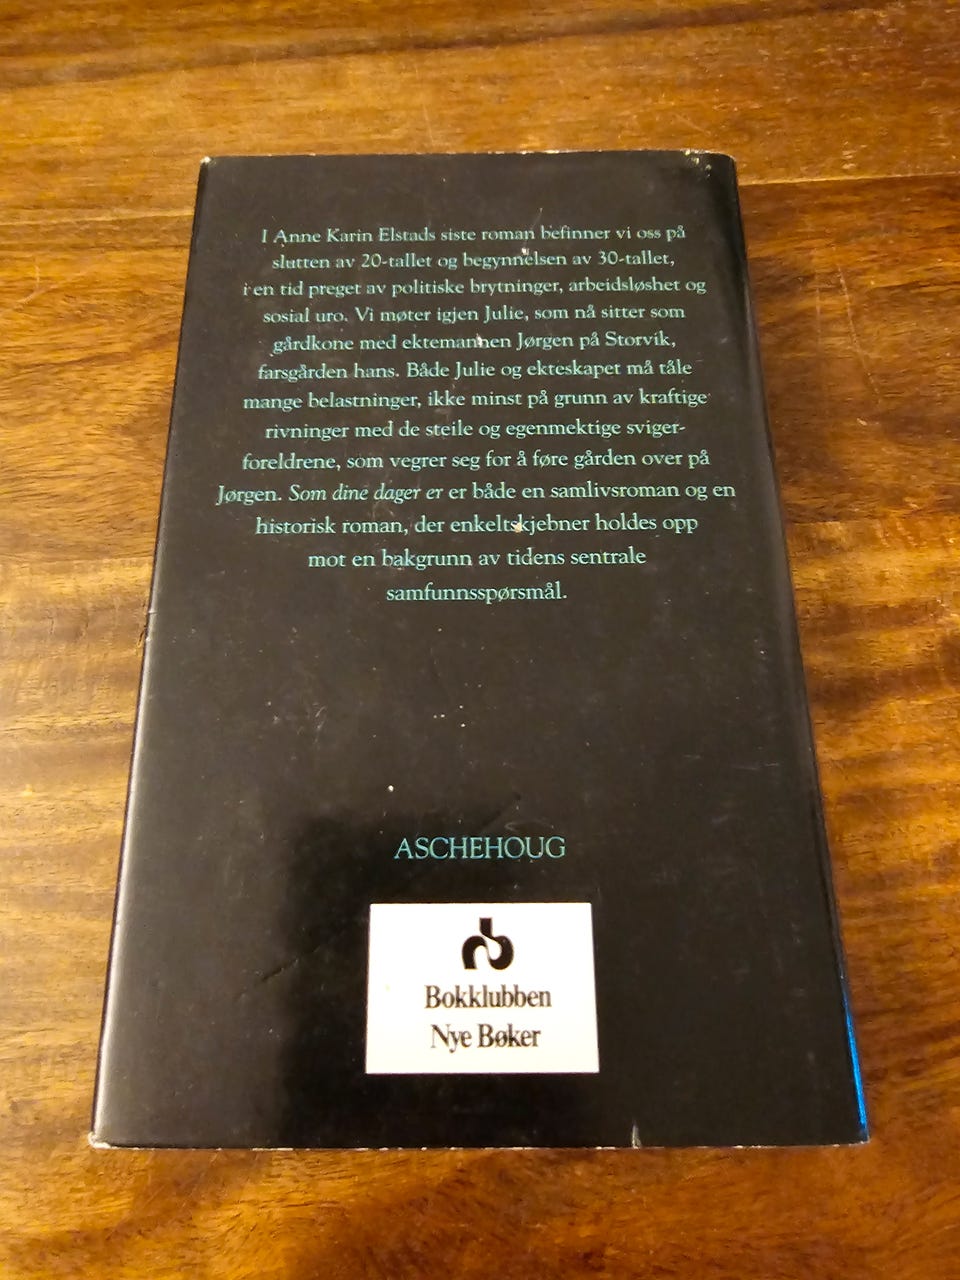 I Anne Karin Elstads siste roman befinner vi oss på
slutten av 20-tallet og begynnelsen av 30-tallet,
i en tid preget av politiske brytninger, arbeidsløshet og
sosial uro. Vi møter igjen Julie, som nå sitter som
gårdkone med ektemannen Jørgen på Storvik,
farsgården hans. Både Julie og ekteskapet må tåle
mange belastninger, ikke minst på grunn av kraftige
rivninger med de steile og egenmektige sviger-
foreldrene, som vegrer seg for å føre gården over på
Jørgen. Som dine dager er er både en samlivsroman og en
historisk roman, der enkeltskjebner holdes opp
mot en bakgrunn av tidens sentrale
samfunnsspørsmål.
ASCHEHOUG
Bokklubben
Nye Bøker